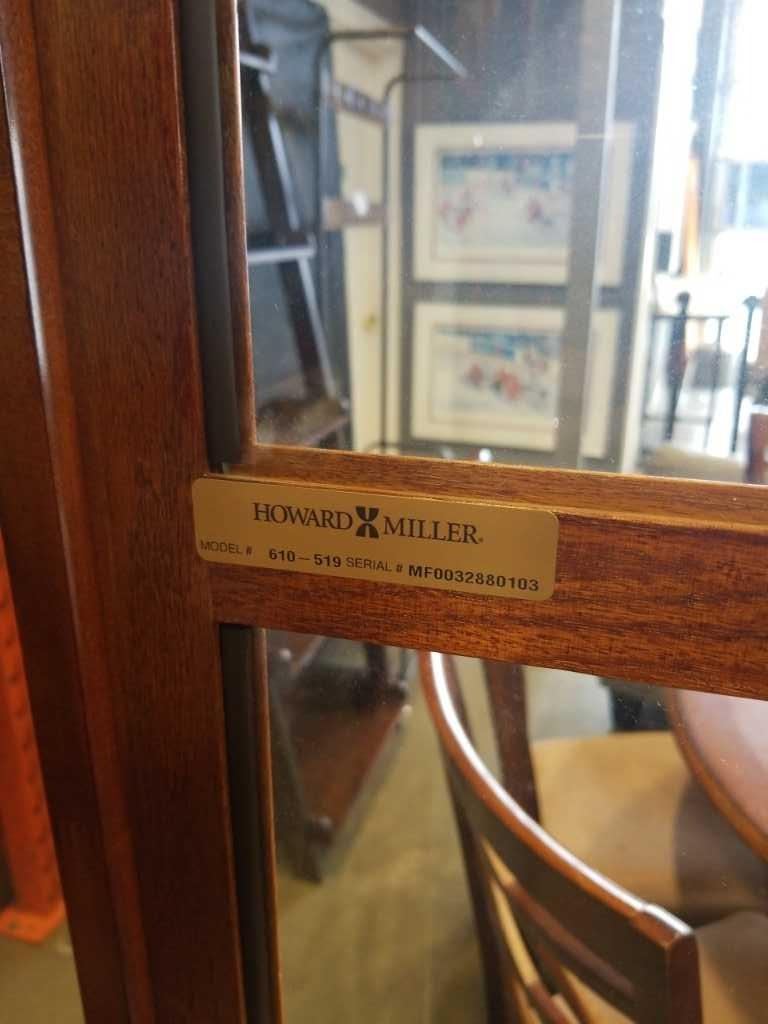 HOWARD MILLER®
MODEL # 610-519 SERIAL # MF0032880103